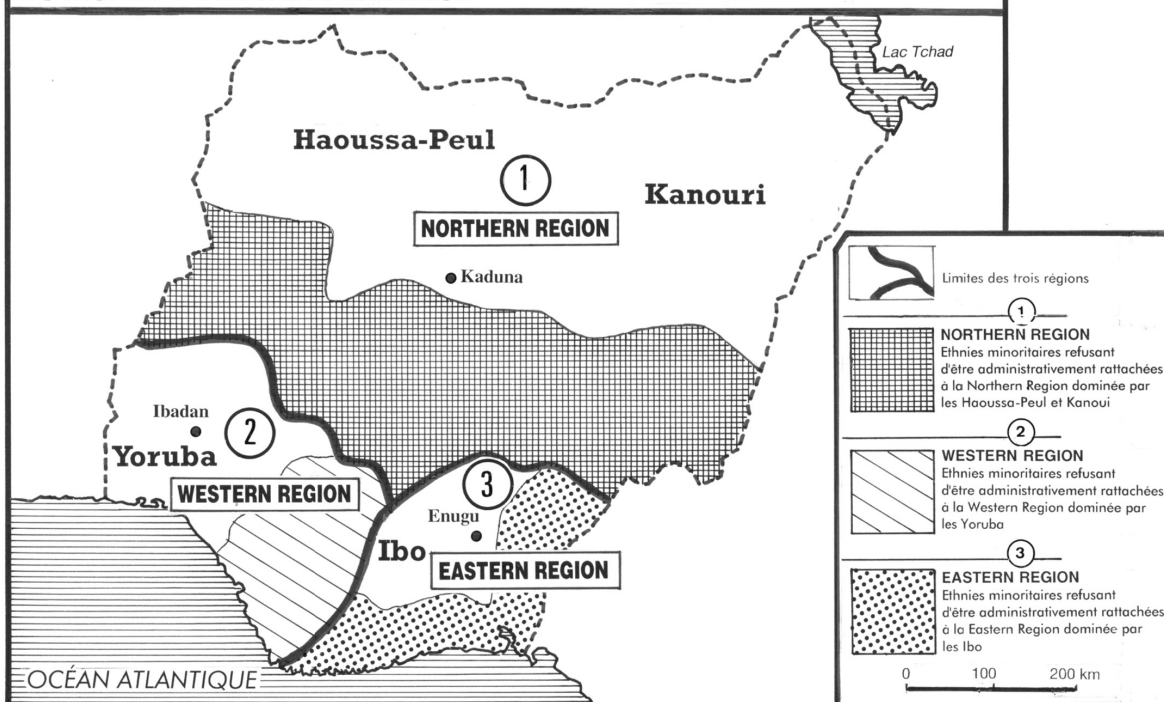 Lac Tchad
Haoussa-Peul
1
Kanouri
NORTHERN REGION
Kaduna
Ibadan
2
Yoruba
WESTERN REGION
3
Enugu
Ibo
EASTERN REGION
OCÉAN ATLANTIQUE
Limites des trois régions
1
NORTHERN REGION
Ethnies minoritaires refusant
d'être administrativement rattachées
à la Northern Region dominée par
les Haoussa-Peul et Kanoui
2
WESTERN REGION
Ethnies minoritaires refusant
d'être administrativement rattachées
à la Western Region dominée par
les Yoruba
3
EASTERN REGION
Ethnies minoritaires refusant
d'être administrativement rattachées
à la Eastern Region dominée par
les Ibo
0 100 200 km